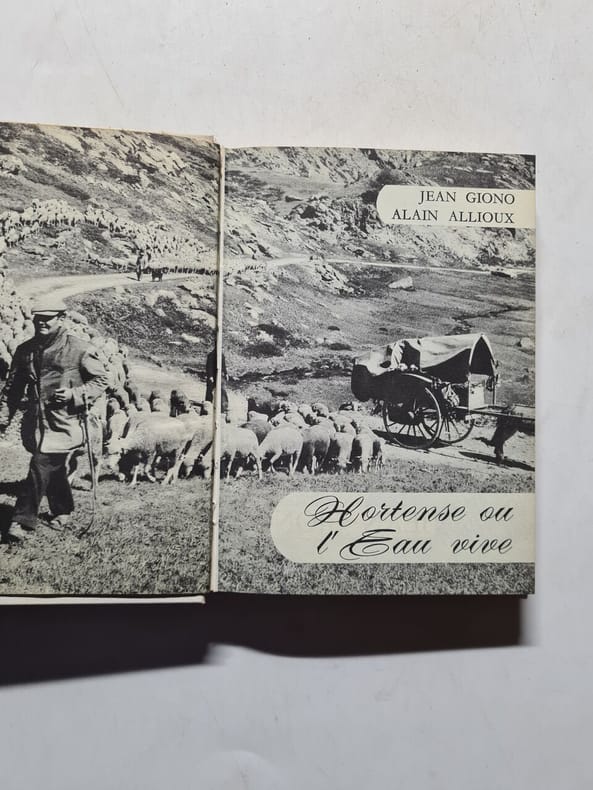 JEAN GIONO
ALAIN ALLIOUX
Hortense ou
l'Eau vive